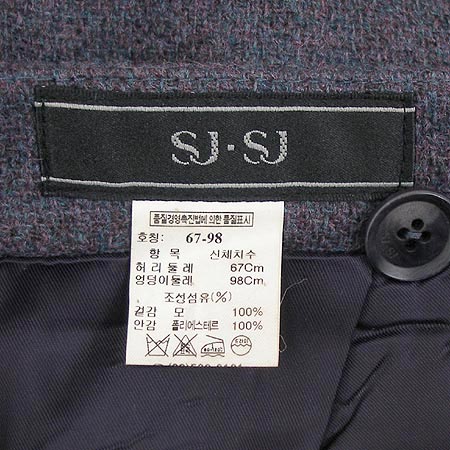 SJ·SJ
품질경영촉진법에 의한 품질표시
호칭: 67-98
항 목 신체치수
허리 둘레 67Cm
엉덩이둘레 98Cm
조성섬유(%)
겉감 모 100%
안감 폴리에스테르 100%